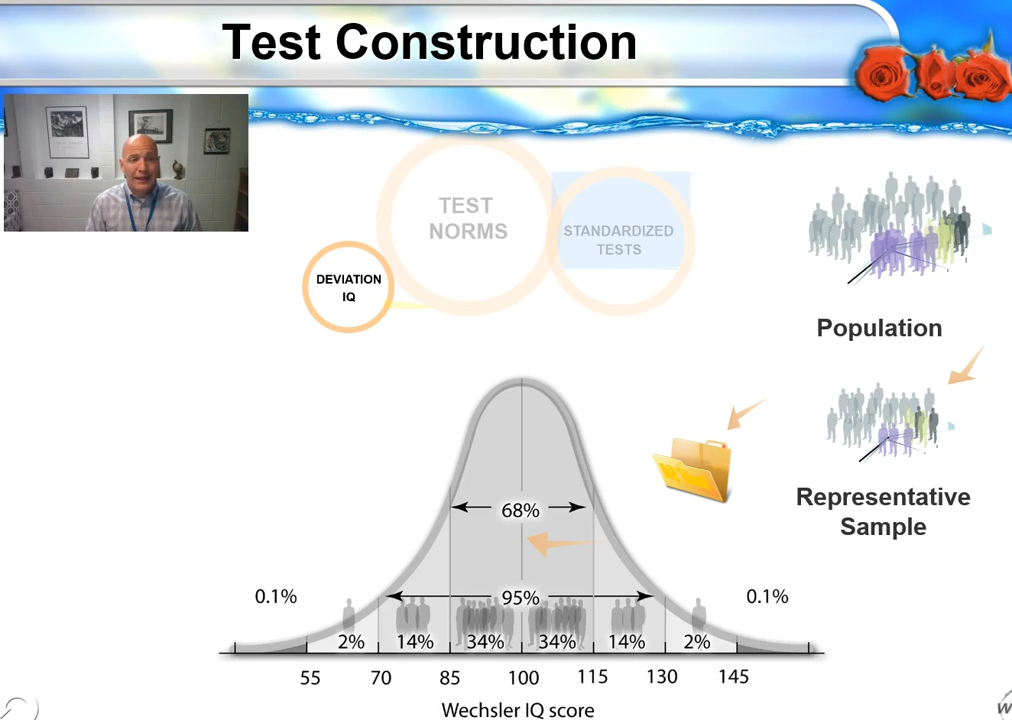 Test Construction
TEST
NORMS
STANDARDIZED
TESTS
DEVIATION
IQ
Population
Representative
Sample
68%
95%
0.1%
0.1%
2%
14%
34%
34%
14%
2%
55
70
85
100
115
130
145
Wechsler IQ score